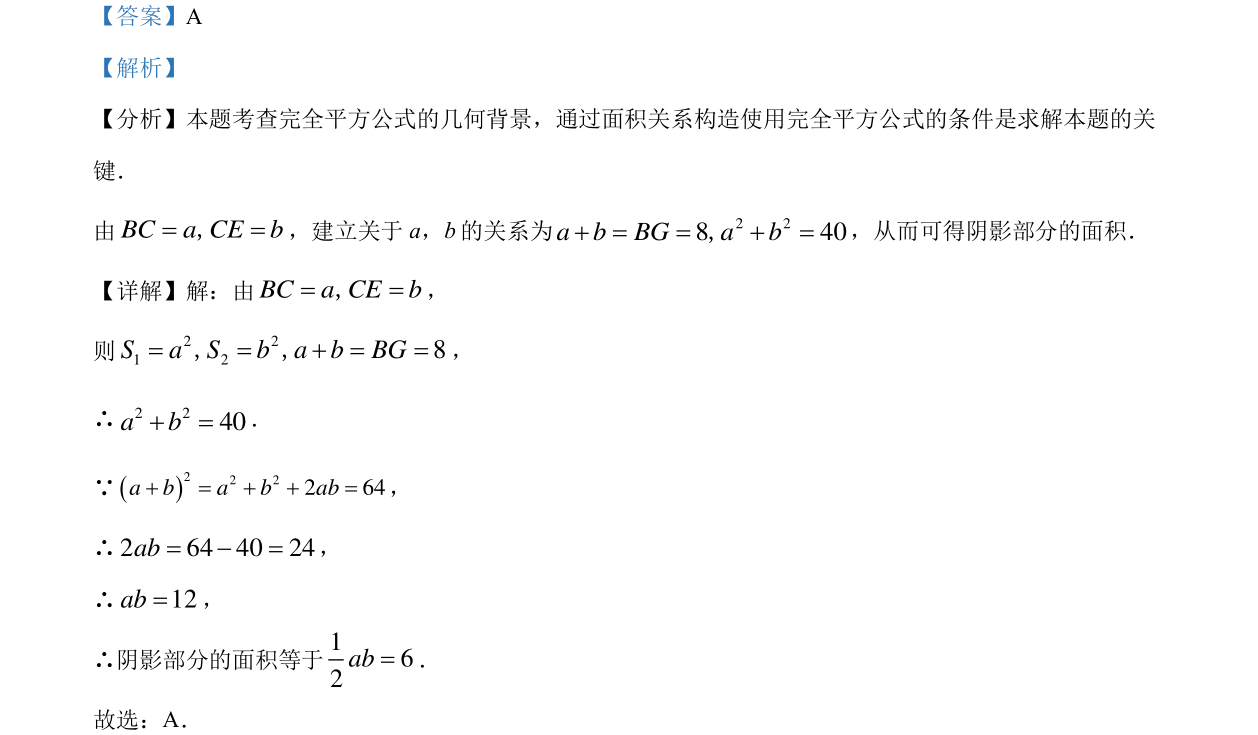 【答案】A
【解析】
【分析】本题考查完全平方公式的几何背景，通过面积关系构造使用完全平方公式的条件是求解本题的关
键．
由 BC = a, CE = b，建立关于 a，b 的关系为 a + b = BG = 8, a² + b² = 40，从而可得阴影部分的面积．
【详解】解：由 BC = a, CE = b，
则 S₁ = a², S₂ = b², a + b = BG = 8，
∴ a² + b² = 40．
∵ (a + b)² = a² + b² + 2ab = 64，
∴ 2ab = 64 − 40 = 24，
∴ ab = 12，
∴阴影部分的面积等于 1/2 ab = 6．
故选：A．